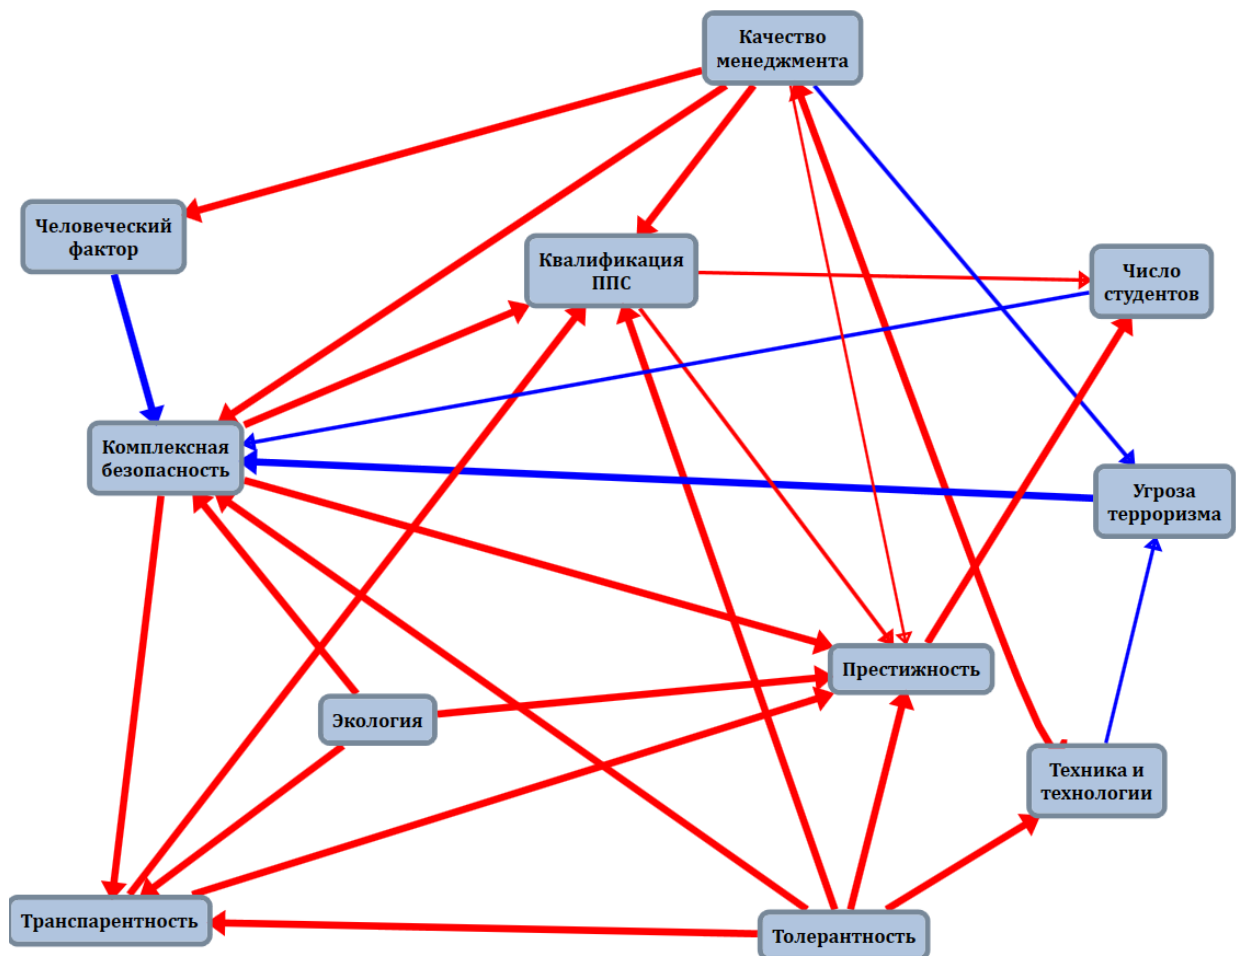 Качество
менеджмента
Человеческий
фактор
Квалификация
ППС
Число
студентов
Комплексная
безопасность
Угроза
терроризма
Престижность
Экология
Техника и
технологии
Транспарентность
Толерантность